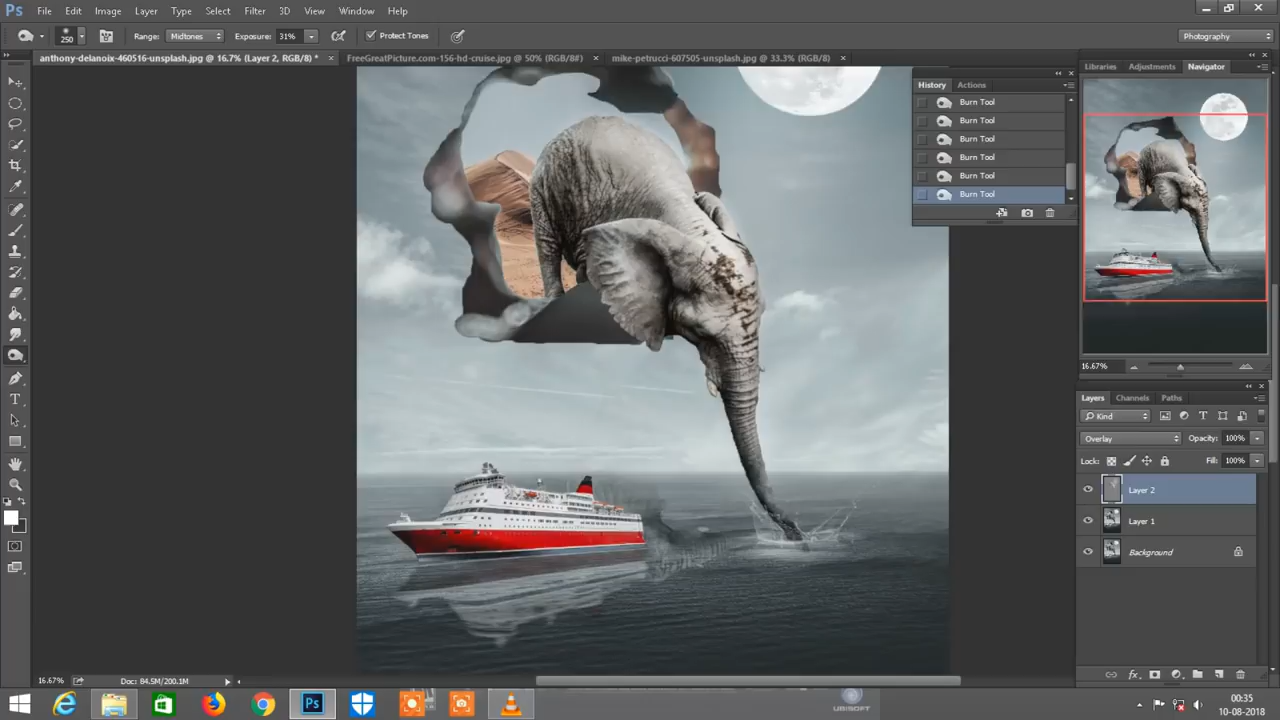 Ps File Edit Image Layer Type Select Filter 3D View Window Help
250 Range: Midtones Exposure: 31% Protect Tones Photography
anthony-delanoix-460516-unsplash.jpg @ 16.7% (Layer 2, RGB/8) * × FreeGreatPicture.com-156-hd-cruise.jpg @ 50% (RGB/8#) × mike-petrucci-607505-unsplash.jpg @ 33.3% (RGB/8) ×
Libraries Adjustments Navigator
History Actions
Burn Tool
Burn Tool
Burn Tool
Burn Tool
Burn Tool
Burn Tool
16.67%
Layers Channels Paths
Kind
Overlay Opacity: 100%
Lock: Fill: 100%
Layer 2
Layer 1
Background
16.67% Doc: 84.5M/200.1M
Ps UBISOFT
00:35
10-08-2018